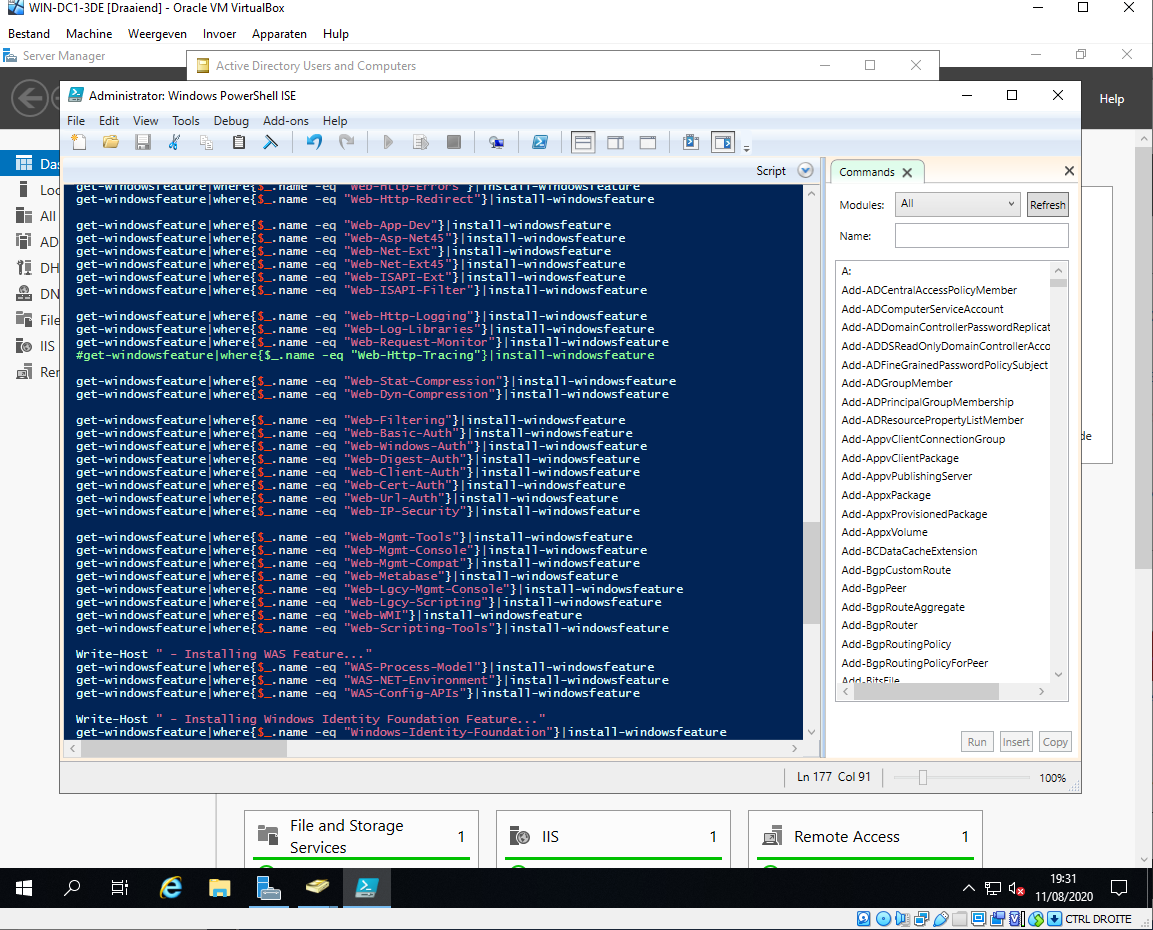 WIN-DC1-3DE [Draaiend] - Oracle VM VirtualBox
Bestand Machine Weergeven Invoer Apparaten Hulp
Server Manager
Active Directory Users and Computers
Help
Administrator: Windows PowerShell ISE
File Edit View Tools Debug Add-ons Help
Script
get-windowsfeature|where{$_.name -eq "Web-Http-Errors"}|install-windowsfeature
get-windowsfeature|where{$_.name -eq "Web-Http-Redirect"}|install-windowsfeature
get-windowsfeature|where{$_.name -eq "Web-App-Dev"}|install-windowsfeature
get-windowsfeature|where{$_.name -eq "Web-Asp-Net45"}|install-windowsfeature
get-windowsfeature|where{$_.name -eq "Web-Net-Ext"}|install-windowsfeature
get-windowsfeature|where{$_.name -eq "Web-Net-Ext45"}|install-windowsfeature
get-windowsfeature|where{$_.name -eq "Web-ISAPI-Ext"}|install-windowsfeature
get-windowsfeature|where{$_.name -eq "Web-ISAPI-Filter"}|install-windowsfeature
get-windowsfeature|where{$_.name -eq "Web-Http-Logging"}|install-windowsfeature
get-windowsfeature|where{$_.name -eq "Web-Log-Libraries"}|install-windowsfeature
get-windowsfeature|where{$_.name -eq "Web-Request-Monitor"}|install-windowsfeature
#get-windowsfeature|where{$_.name -eq "Web-Http-Tracing"}|install-windowsfeature
get-windowsfeature|where{$_.name -eq "Web-Stat-Compression"}|install-windowsfeature
get-windowsfeature|where{$_.name -eq "Web-Dyn-Compression"}|install-windowsfeature
get-windowsfeature|where{$_.name -eq "Web-Filtering"}|install-windowsfeature
get-windowsfeature|where{$_.name -eq "Web-Basic-Auth"}|install-windowsfeature
get-windowsfeature|where{$_.name -eq "Web-Windows-Auth"}|install-windowsfeature
get-windowsfeature|where{$_.name -eq "Web-Digest-Auth"}|install-windowsfeature
get-windowsfeature|where{$_.name -eq "Web-Client-Auth"}|install-windowsfeature
get-windowsfeature|where{$_.name -eq "Web-Cert-Auth"}|install-windowsfeature
get-windowsfeature|where{$_.name -eq "Web-Url-Auth"}|install-windowsfeature
get-windowsfeature|where{$_.name -eq "Web-IP-Security"}|install-windowsfeature
get-windowsfeature|where{$_.name -eq "Web-Mgmt-Tools"}|install-windowsfeature
get-windowsfeature|where{$_.name -eq "Web-Mgmt-Console"}|install-windowsfeature
get-windowsfeature|where{$_.name -eq "Web-Mgmt-Compat"}|install-windowsfeature
get-windowsfeature|where{$_.name -eq "Web-Metabase"}|install-windowsfeature
get-windowsfeature|where{$_.name -eq "Web-Lgcy-Mgmt-Console"}|install-windowsfeature
get-windowsfeature|where{$_.name -eq "Web-Lgcy-Scripting"}|install-windowsfeature
get-windowsfeature|where{$_.name -eq "Web-WMI"}|install-windowsfeature
get-windowsfeature|where{$_.name -eq "Web-Scripting-Tools"}|install-windowsfeature
Write-Host " - Installing WAS Feature..."
get-windowsfeature|where{$_.name -eq "WAS-Process-Model"}|install-windowsfeature
get-windowsfeature|where{$_.name -eq "WAS-NET-Environment"}|install-windowsfeature
get-windowsfeature|where{$_.name -eq "WAS-Config-APIs"}|install-windowsfeature
Write-Host " - Installing Windows Identity Foundation Feature..."
get-windowsfeature|where{$_.name -eq "Windows-Identity-Foundation"}|install-windowsfeature
Commands
Modules: All Refresh
Name:
A:
Add-ADCentralAccessPolicyMember
Add-ADComputerServiceAccount
Add-ADDomainControllerPasswordReplicat
Add-ADDSReadOnlyDomainControllerAcco
Add-ADFineGrainedPasswordPolicySubject
Add-ADGroupMember
Add-ADPrincipalGroupMembership
Add-ADResourcePropertyListMember
Add-AppvClientConnectionGroup
Add-AppvClientPackage
Add-AppvPublishingServer
Add-AppxPackage
Add-AppxProvisionedPackage
Add-AppxVolume
Add-BCDataCacheExtension
Add-BgpCustomRoute
Add-BgpPeer
Add-BgpRouteAggregate
Add-BgpRouter
Add-BgpRoutingPolicy
Add-BgpRoutingPolicyForPeer
Add-BitsFile
Run Insert Copy
Ln 177 Col 91 100%
Das
Loc
All
AD
DH
DN
File
IIS
Rer
de
File and Storage
Services 1
IIS 1
Remote Access 1
19:31
11/08/2020
CTRL DROITE